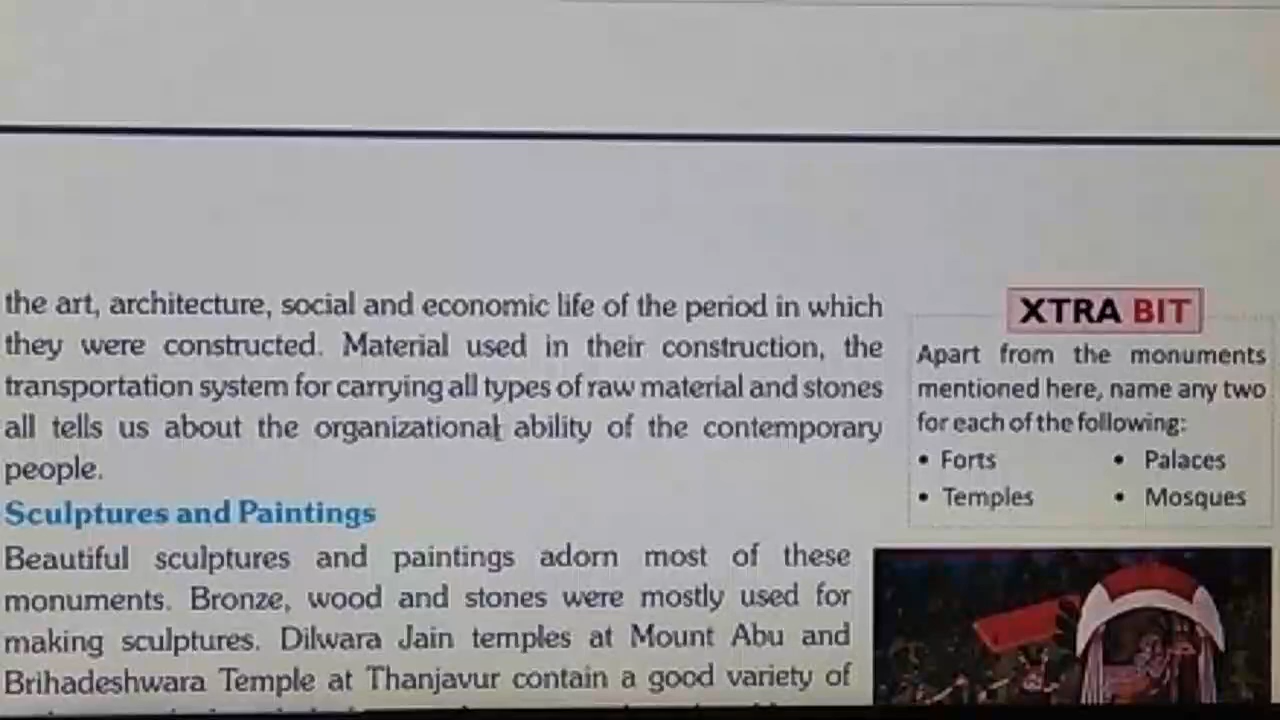 the art, architecture, social and economic life of the period in which
they were constructed. Material used in their construction, the
transportation system for carrying all types of raw material and stones
all tells us about the organizational ability of the contemporary
people.
Sculptures and Paintings
Beautiful sculptures and paintings adorn most of these
monuments. Bronze, wood and stones were mostly used for
making sculptures. Dilwara Jain temples at Mount Abu and
Brihadeshwara Temple at Thanjavur contain a good variety of
XTRA BIT
Apart from the monuments
mentioned here, name any two
for each of the following:
• Forts • Palaces
• Temples • Mosques